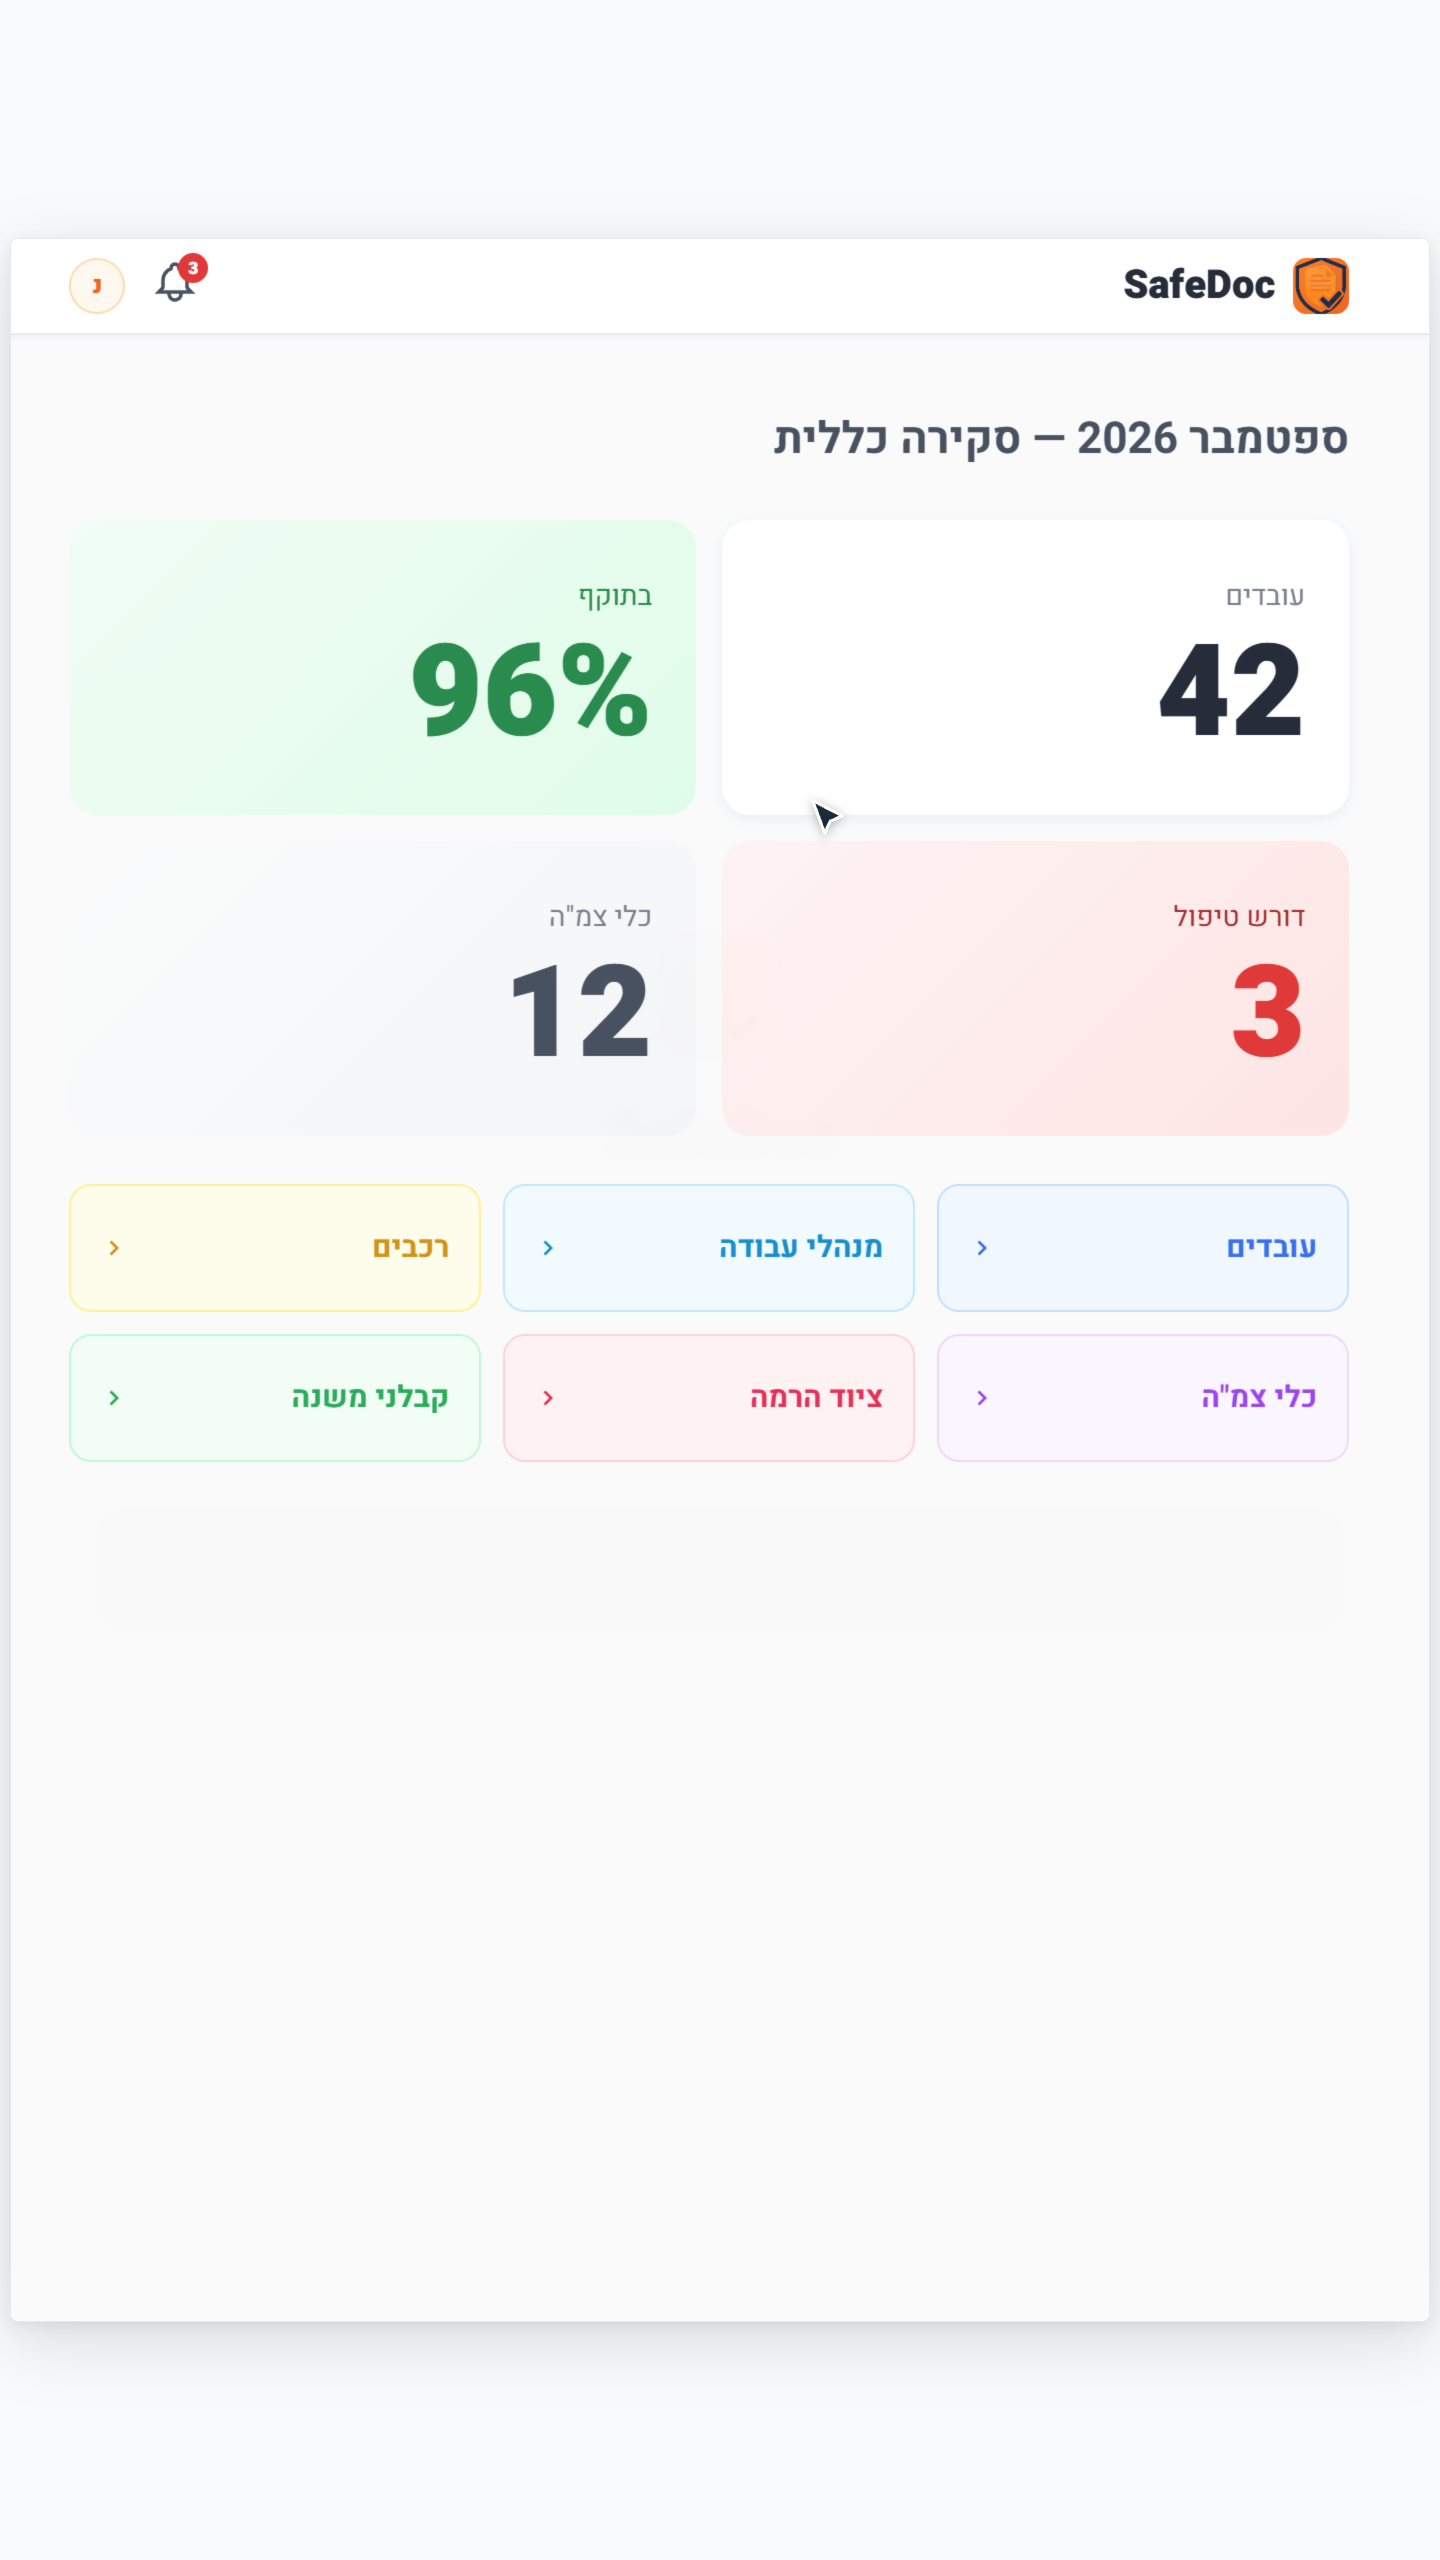 SafeDoc
3
נ
ספטמבר 2026 — סקירה כללית
עובדים
42
בתוקף
96%
דורש טיפול
3
כלי צמ"ה
12
עובדים
מנהלי עבודה
רכבים
כלי צמ"ה
ציוד הרמה
קבלני משנה